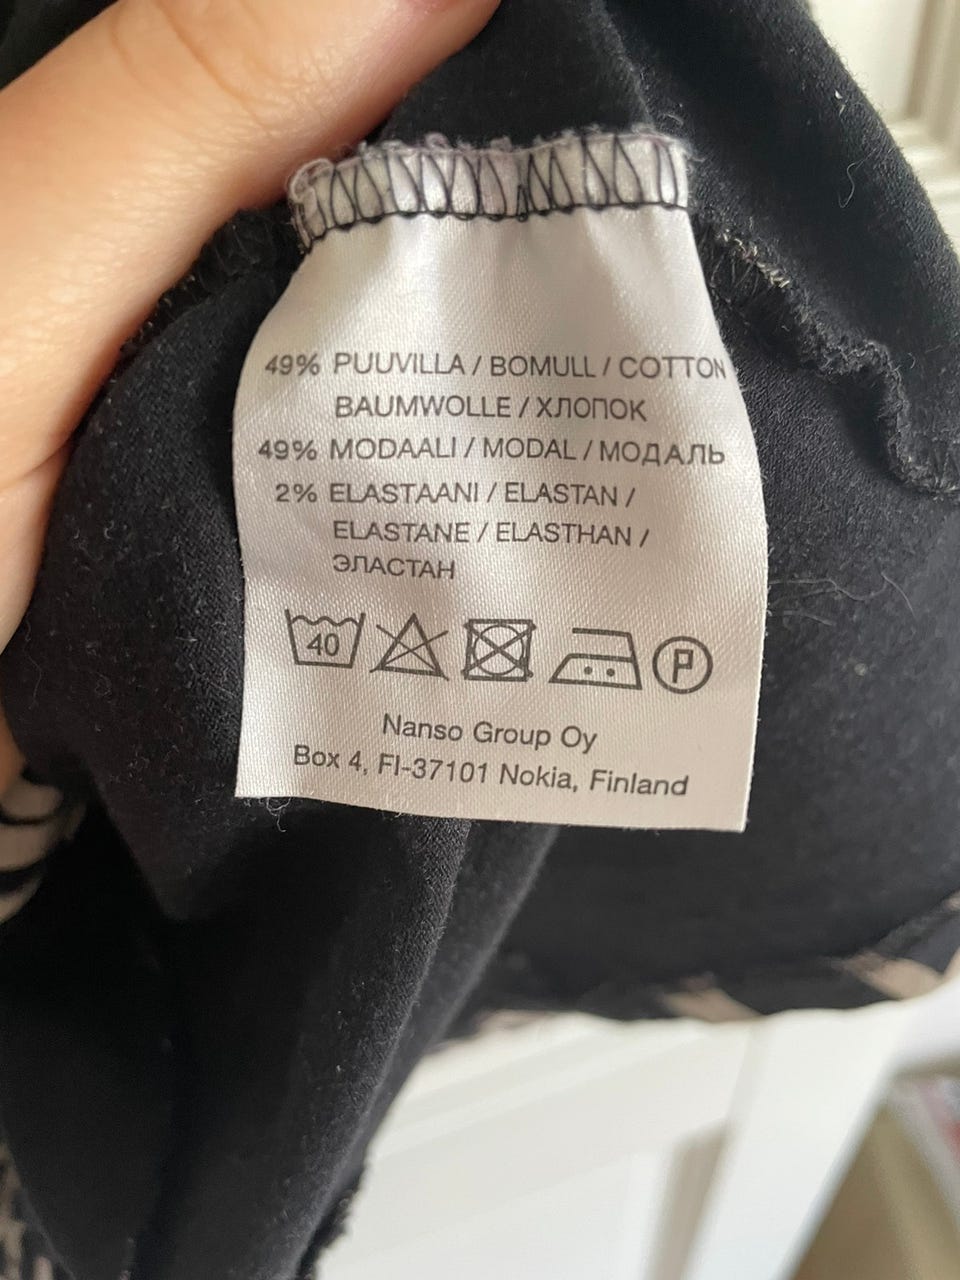 49% PUUVILLA / BOMULL / COTTON
BAUMWOLLE / ХЛОПОК
49% MODAALI / MODAL / МОДАЛЬ
2% ELASTAANI / ELASTAN /
ELASTANE / ELASTHAN /
ЭЛАСТАН
40 P
Nanso Group Oy
Box 4, FI-37101 Nokia, Finland